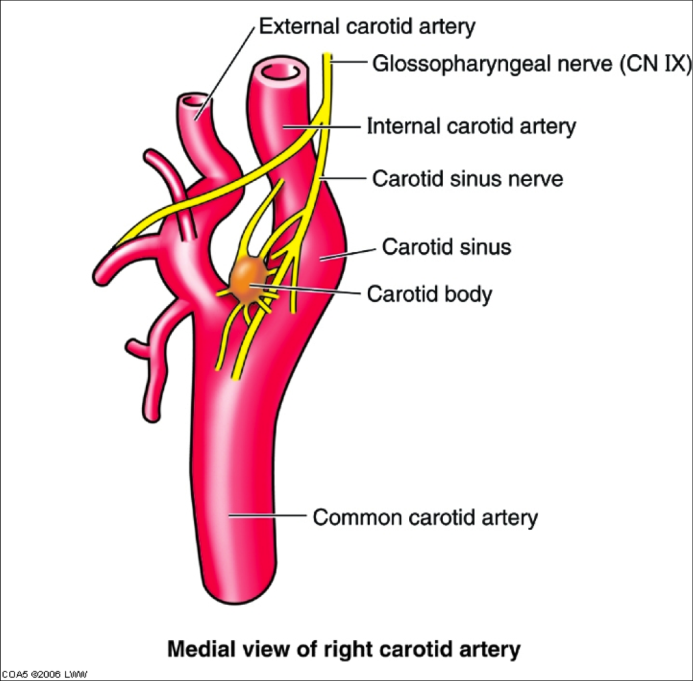 External carotid artery
Glossopharyngeal nerve (CN IX)
Internal carotid artery
Carotid sinus nerve
Carotid sinus
Carotid body
Common carotid artery
Medial view of right carotid artery
COA5 ©2006 LWW